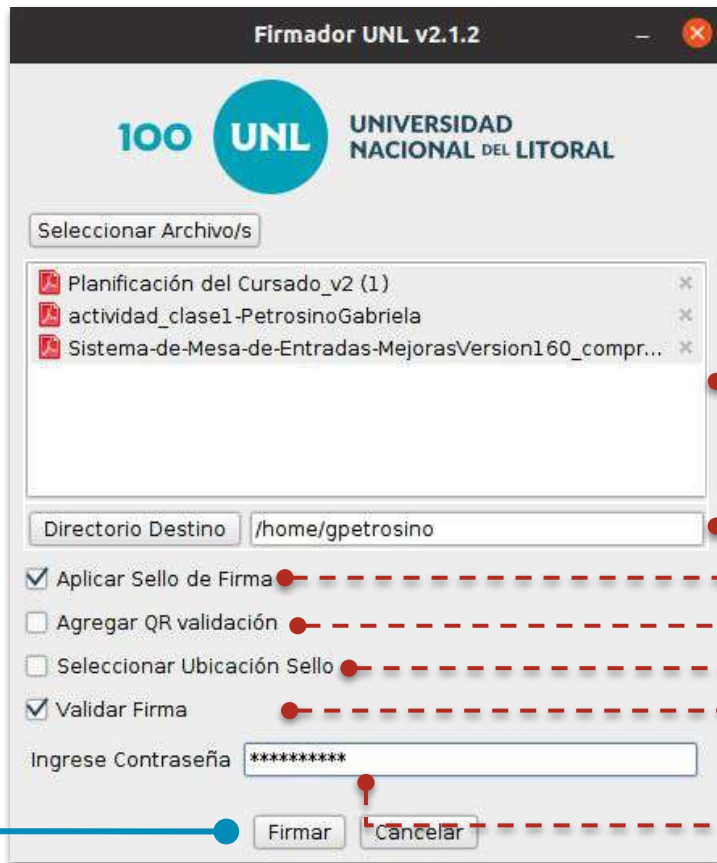 Firmador UNL v2.1.2
100 UNL UNIVERSIDAD
NACIONAL DEL LITORAL
Seleccionar Archivo/s
Planificación del Cursado_v2 (1)
actividad_clase1-PetrosinoGabriela
Sistema-de-Mesa-de-Entradas-MejorasVersion160_compr...
Directorio Destino /home/gpetrosino
Aplicar Sello de Firma
Agregar QR validación
Seleccionar Ubicación Sello
Validar Firma
Ingrese Contraseña **********
Firmar Cancelar